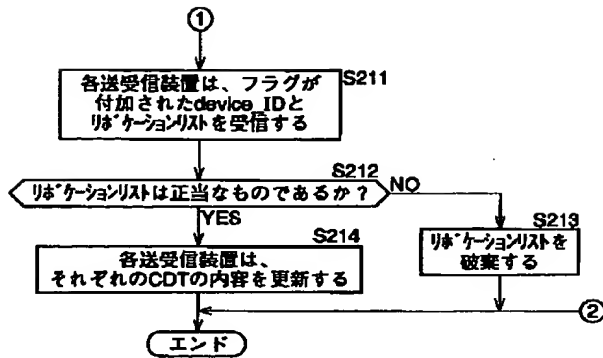 ①
各送受信装置は、フラグが
付加されたdevice_IDと
ﾘﾎﾞｹｰｼｮﾝﾘｽﾄを受信する
S211
S212
ﾘﾎﾞｹｰｼｮﾝﾘｽﾄは正当なものであるか？
NO
YES
S213
ﾘﾎﾞｹｰｼｮﾝﾘｽﾄを
破棄する
S214
各送受信装置は、
それぞれのCDTの内容を更新する
②
エンド